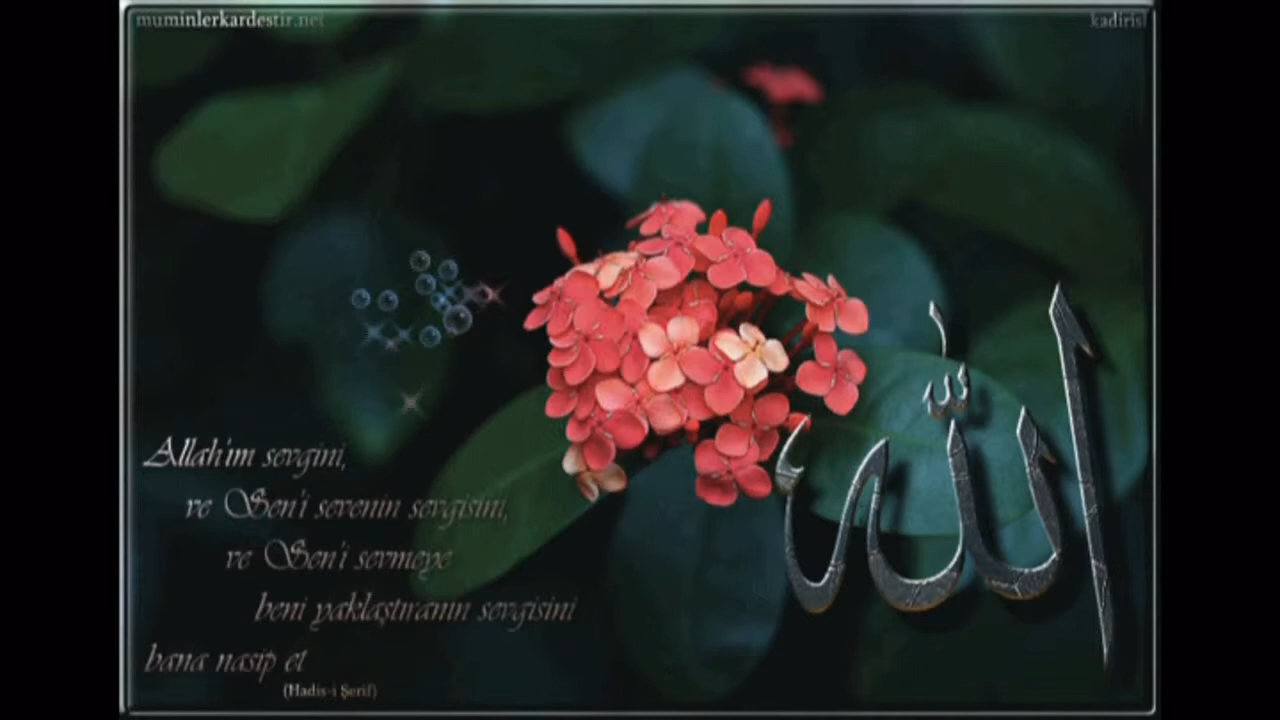 muminlerkardestir.net
kadirisi
Allah'ım sevgini,
ve Sen'i sevenin sevgisini,
ve Sen'i sevmeye
beni yaklaştıranın sevgisini
bana nasip et
(Hadis-i Şerif)
الله